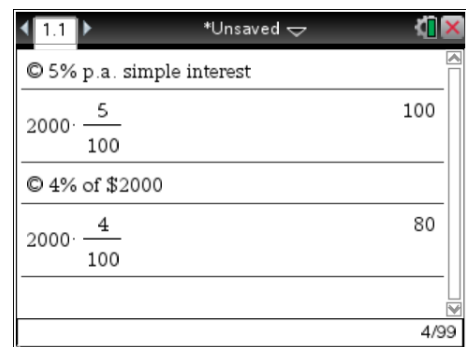 1.1 *Unsaved
© 5% p.a. simple interest
2000· 5/100 100
© 4% of $2000
2000· 4/100 80
4/99